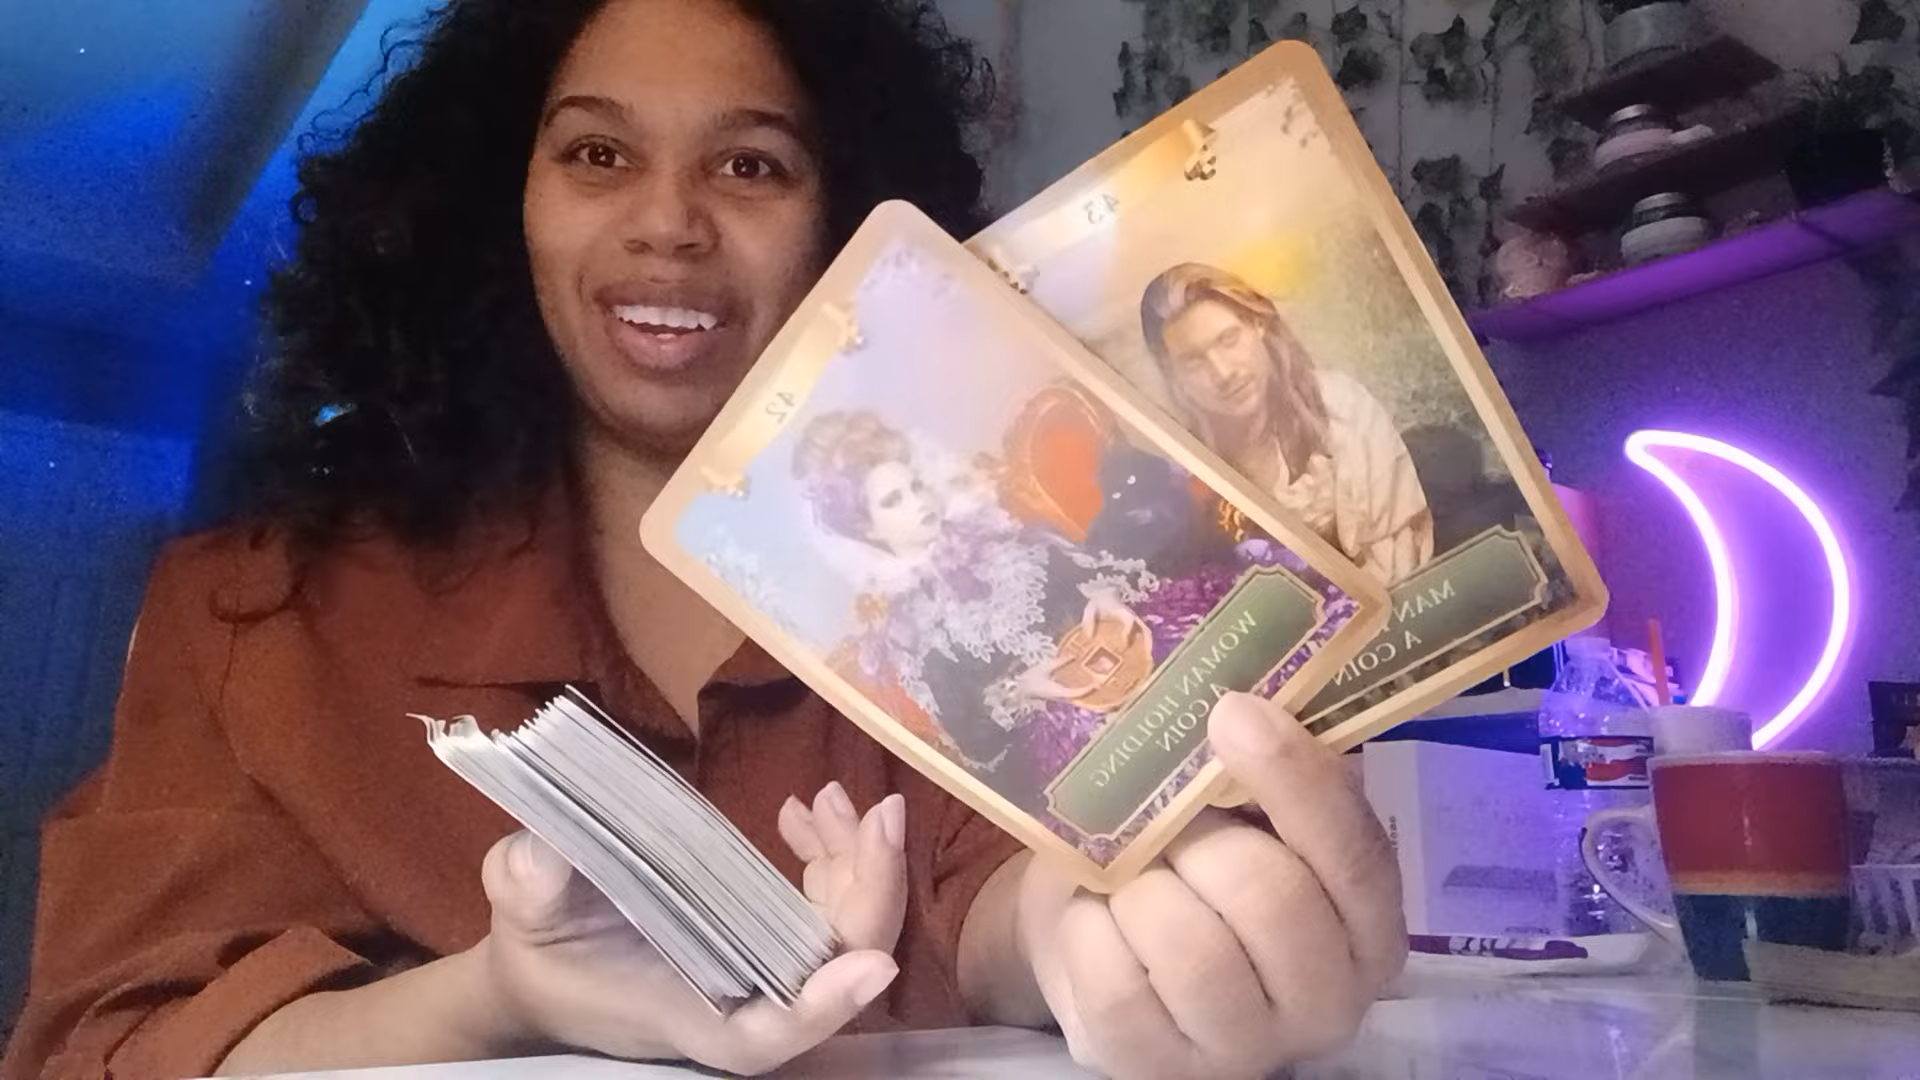 42
WOMAN HOLDING
A COIN
43
MAN
A COIN